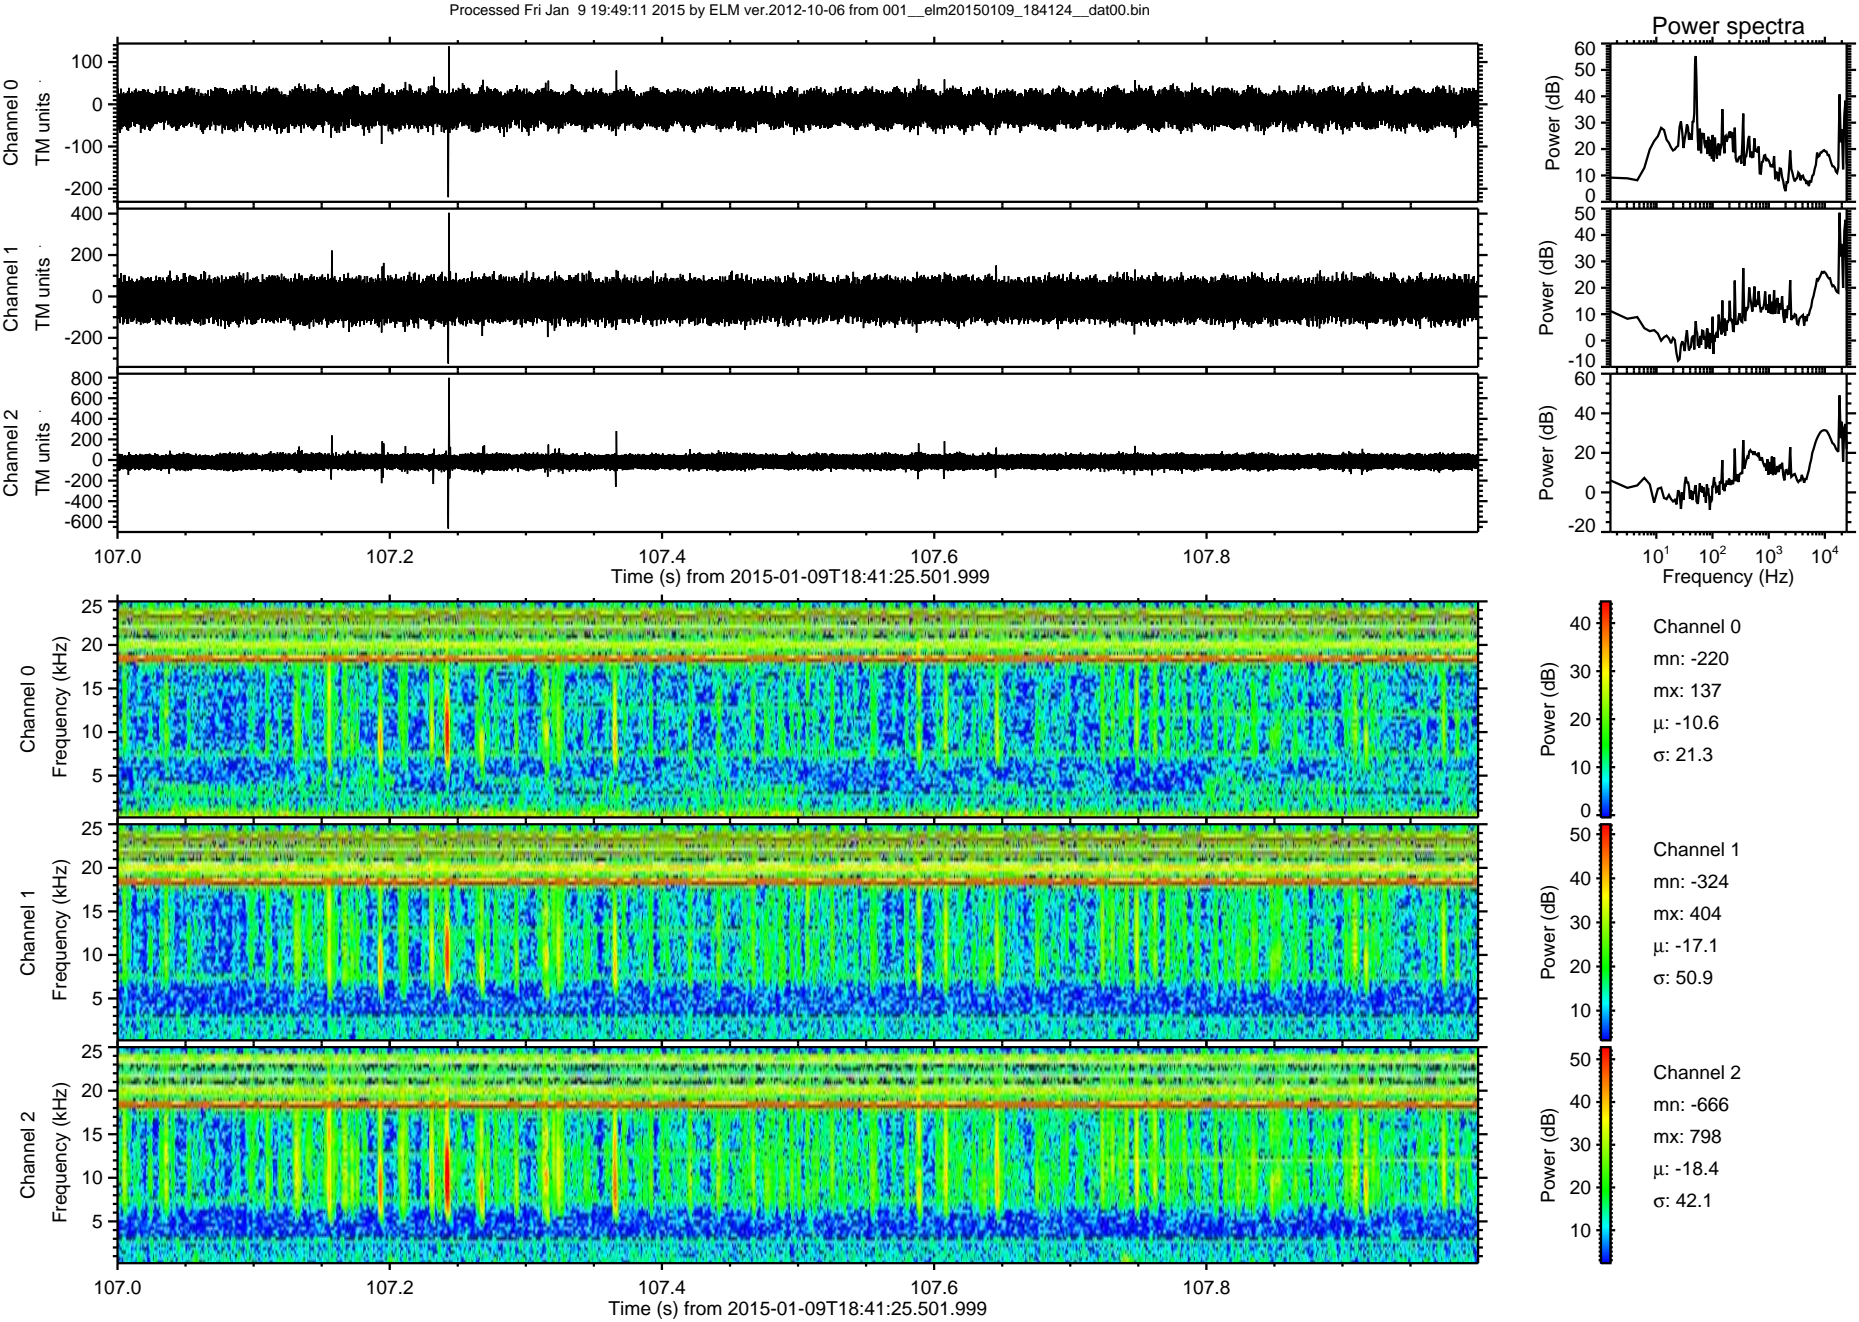 Processed Fri Jan  9 19:49:11 2015 by ELM ver.2012-10-06 from 001__elm20150109_184124__dat00.bin
Power spectra
Channel 0
TM units
100
0
-100
-200
Power (dB)
60
50
40
30
20
10
0
Channel 1
TM units
400
200
0
-200
Power (dB)
50
40
30
20
10
0
-10
Channel 2
TM units
800
600
400
200
0
-200
-400
-600
Power (dB)
60
40
20
0
-20
107.0 107.2 107.4 107.6 107.8
Time (s) from 2015-01-09T18:41:25.501.999
10^1 10^2 10^3 10^4
Frequency (Hz)
Channel 0
Frequency (kHz)
25
20
15
10
5
Power (dB)
40
30
20
10
0
Channel 0
mn: -220
mx: 137
μ: -10.6
σ: 21.3
Channel 1
Frequency (kHz)
25
20
15
10
5
Power (dB)
50
40
30
20
10
Channel 1
mn: -324
mx: 404
μ: -17.1
σ: 50.9
Channel 2
Frequency (kHz)
25
20
15
10
5
Power (dB)
50
40
30
20
10
Channel 2
mn: -666
mx: 798
μ: -18.4
σ: 42.1
107.0 107.2 107.4 107.6 107.8
Time (s) from 2015-01-09T18:41:25.501.999